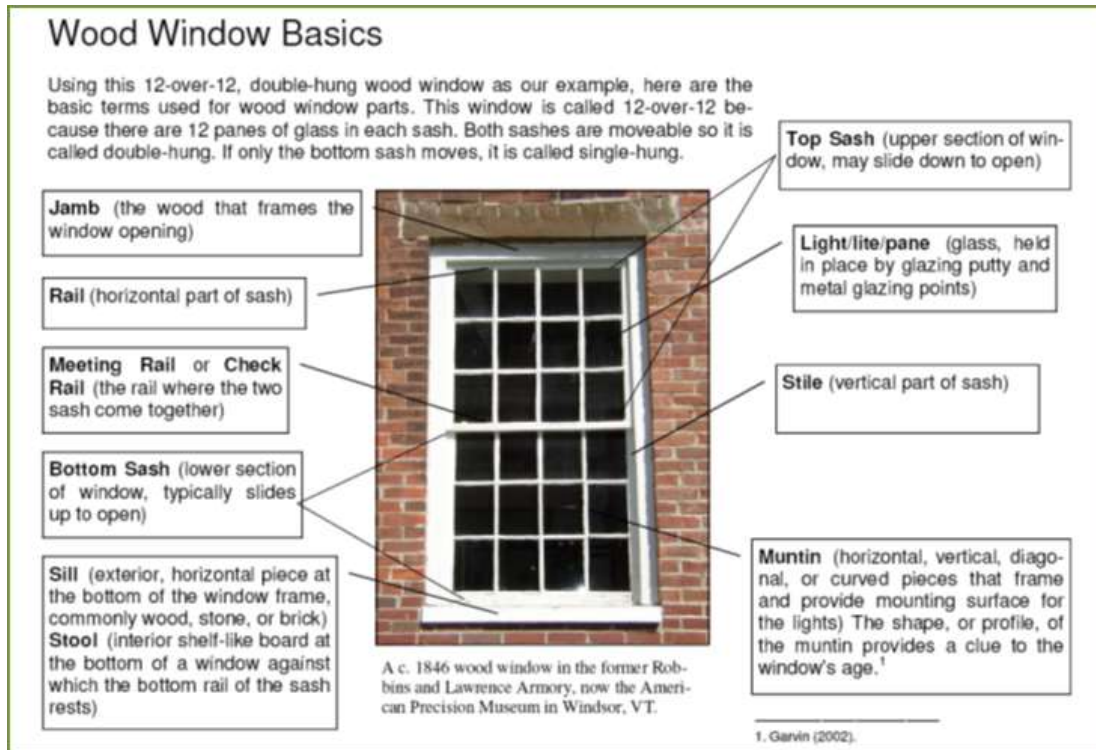 Wood Window Basics
Using this 12-over-12, double-hung wood window as our example, here are the
basic terms used for wood window parts. This window is called 12-over-12 be-
cause there are 12 panes of glass in each sash. Both sashes are moveable so it is
called double-hung. If only the bottom sash moves, it is called single-hung.
Jamb (the wood that frames the
window opening)
Rail (horizontal part of sash)
Meeting Rail or Check
Rail (the rail where the two
sash come together)
Bottom Sash (lower section
of window, typically slides
up to open)
Sill (exterior, horizontal piece at
the bottom of the window frame,
commonly wood, stone, or brick)
Stool (interior shelf-like board at
the bottom of a window against
which the bottom rail of the sash
rests)
A c. 1846 wood window in the former Rob-
bins and Lawrence Armory, now the Ameri-
can Precision Museum in Windsor, VT.
Top Sash (upper section of win-
dow, may slide down to open)
Light/lite/pane (glass, held
in place by glazing putty and
metal glazing points)
Stile (vertical part of sash)
Muntin (horizontal, vertical, diago-
nal, or curved pieces that frame
and provide mounting surface for
the lights) The shape, or profile, of
the muntin provides a clue to the
window's age.1
1. Garvin (2002).